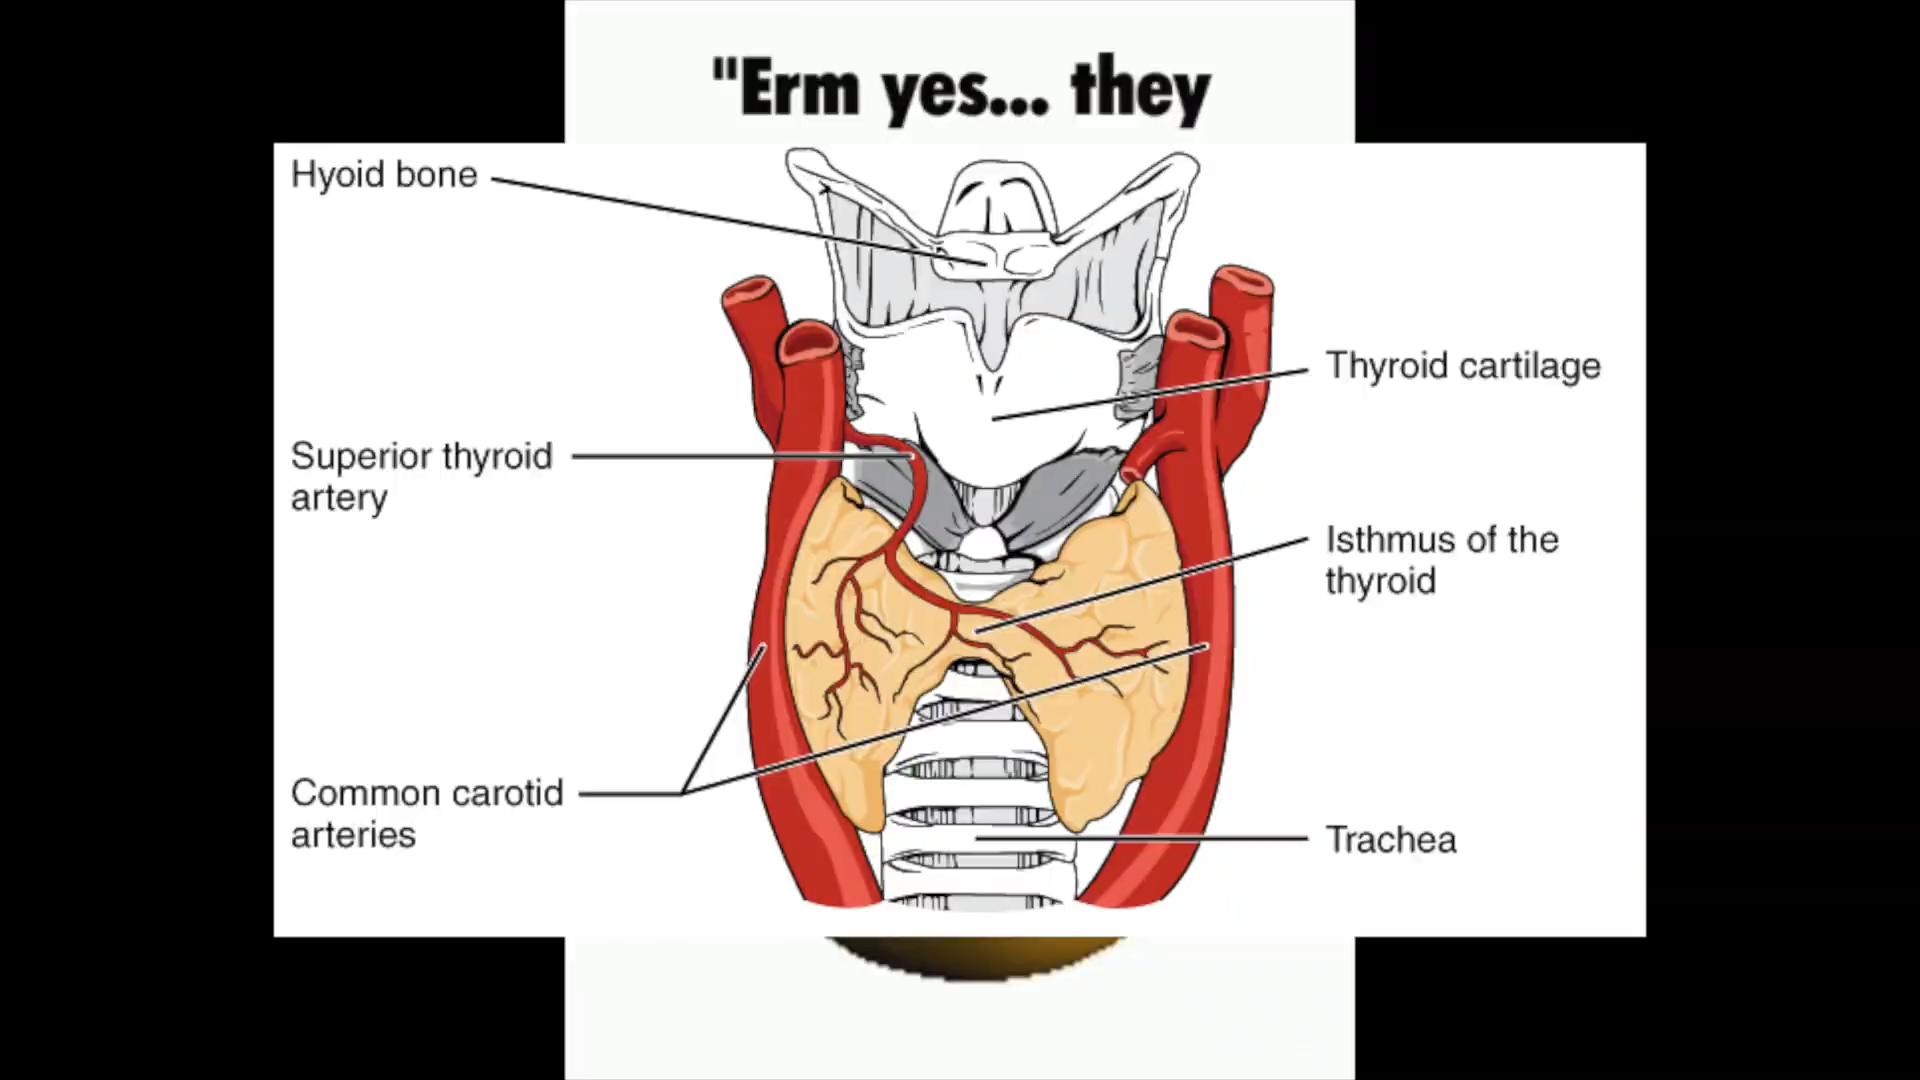 "Erm yes... they
Hyoid bone
Thyroid cartilage
Superior thyroid
artery
Isthmus of the
thyroid
Common carotid
arteries
Trachea